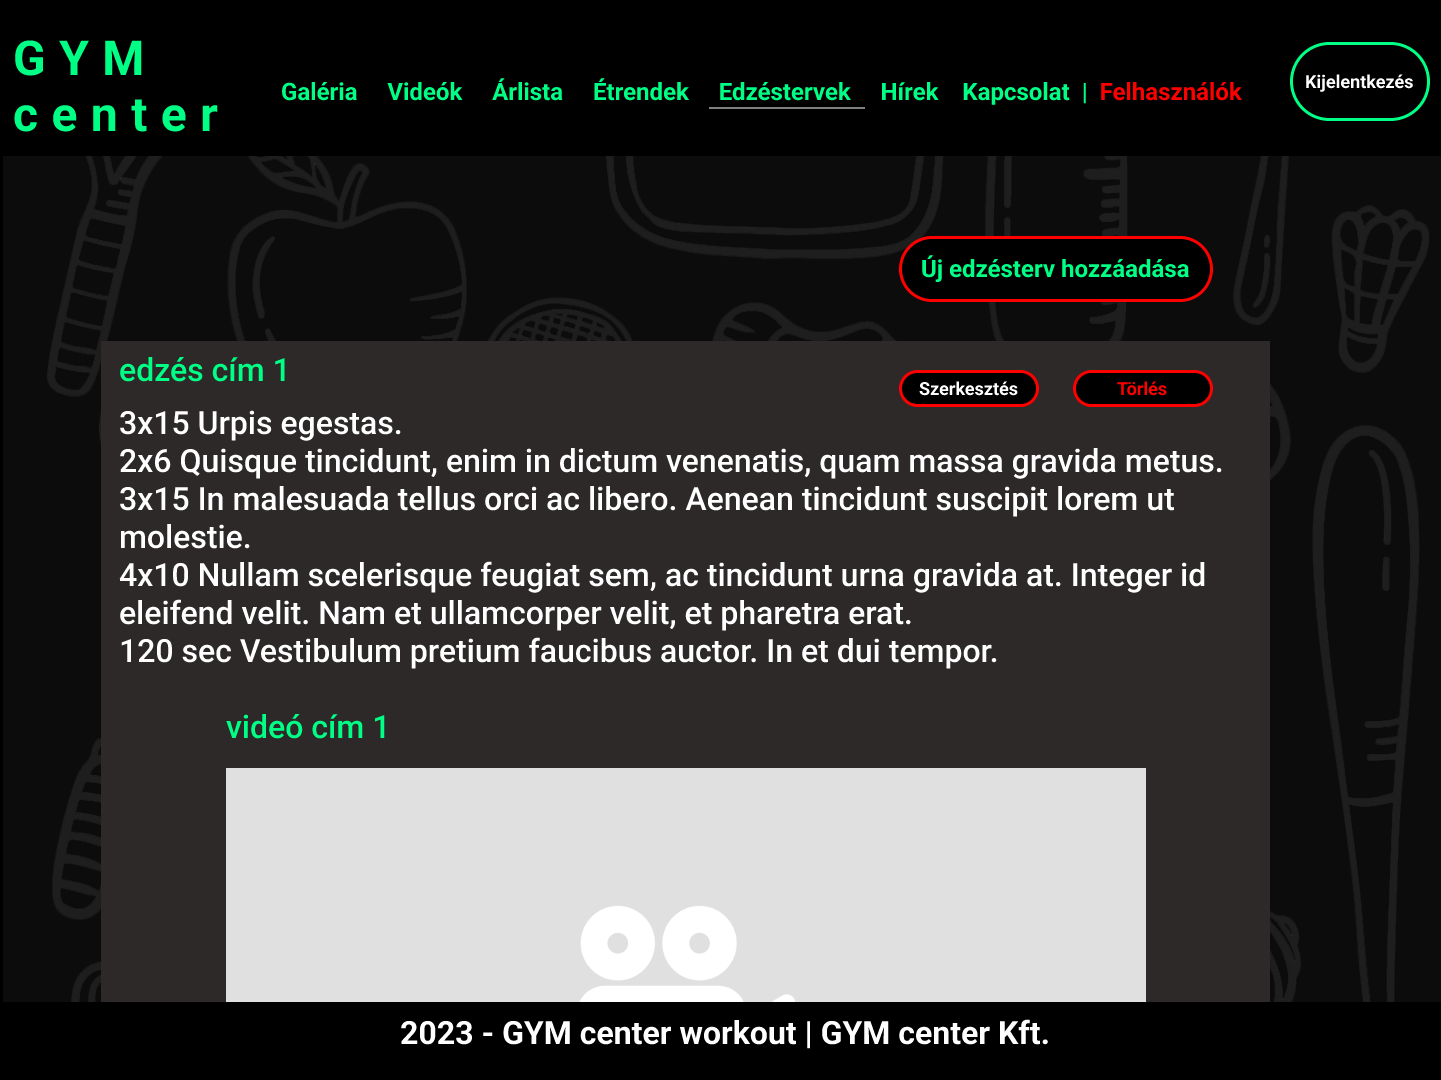 GYM
center
Galéria Videók Árlista Étrendek Edzéstervek Hírek Kapcsolat | Felhasználók
Kijelentkezés
Új edzésterv hozzáadása
edzés cím 1
Szerkesztés
Törlés
3x15 Urpis egestas.
2x6 Quisque tincidunt, enim in dictum venenatis, quam massa gravida metus.
3x15 In malesuada tellus orci ac libero. Aenean tincidunt suscipit lorem ut
molestie.
4x10 Nullam scelerisque feugiat sem, ac tincidunt urna gravida at. Integer id
eleifend velit. Nam et ullamcorper velit, et pharetra erat.
120 sec Vestibulum pretium faucibus auctor. In et dui tempor.
videó cím 1
2023 - GYM center workout | GYM center Kft.